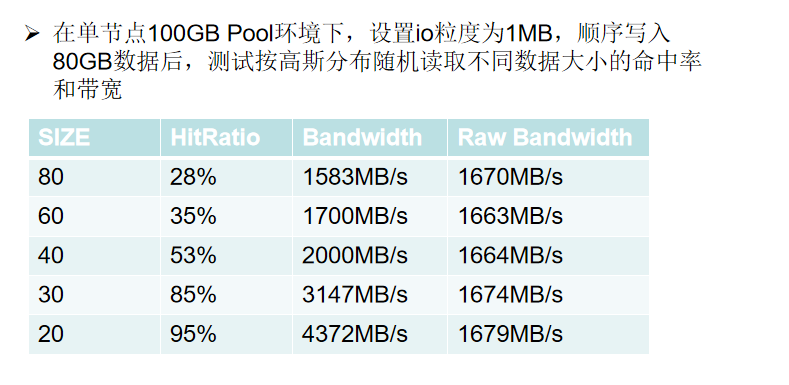 ➢ 在单节点100GB Pool环境下，设置io粒度为1MB，顺序写入
80GB数据后，测试按高斯分布随机读取不同数据大小的命中率
和带宽
SIZE HitRatio Bandwidth Raw Bandwidth
80 28% 1583MB/s 1670MB/s
60 35% 1700MB/s 1663MB/s
40 53% 2000MB/s 1664MB/s
30 85% 3147MB/s 1674MB/s
20 95% 4372MB/s 1679MB/s